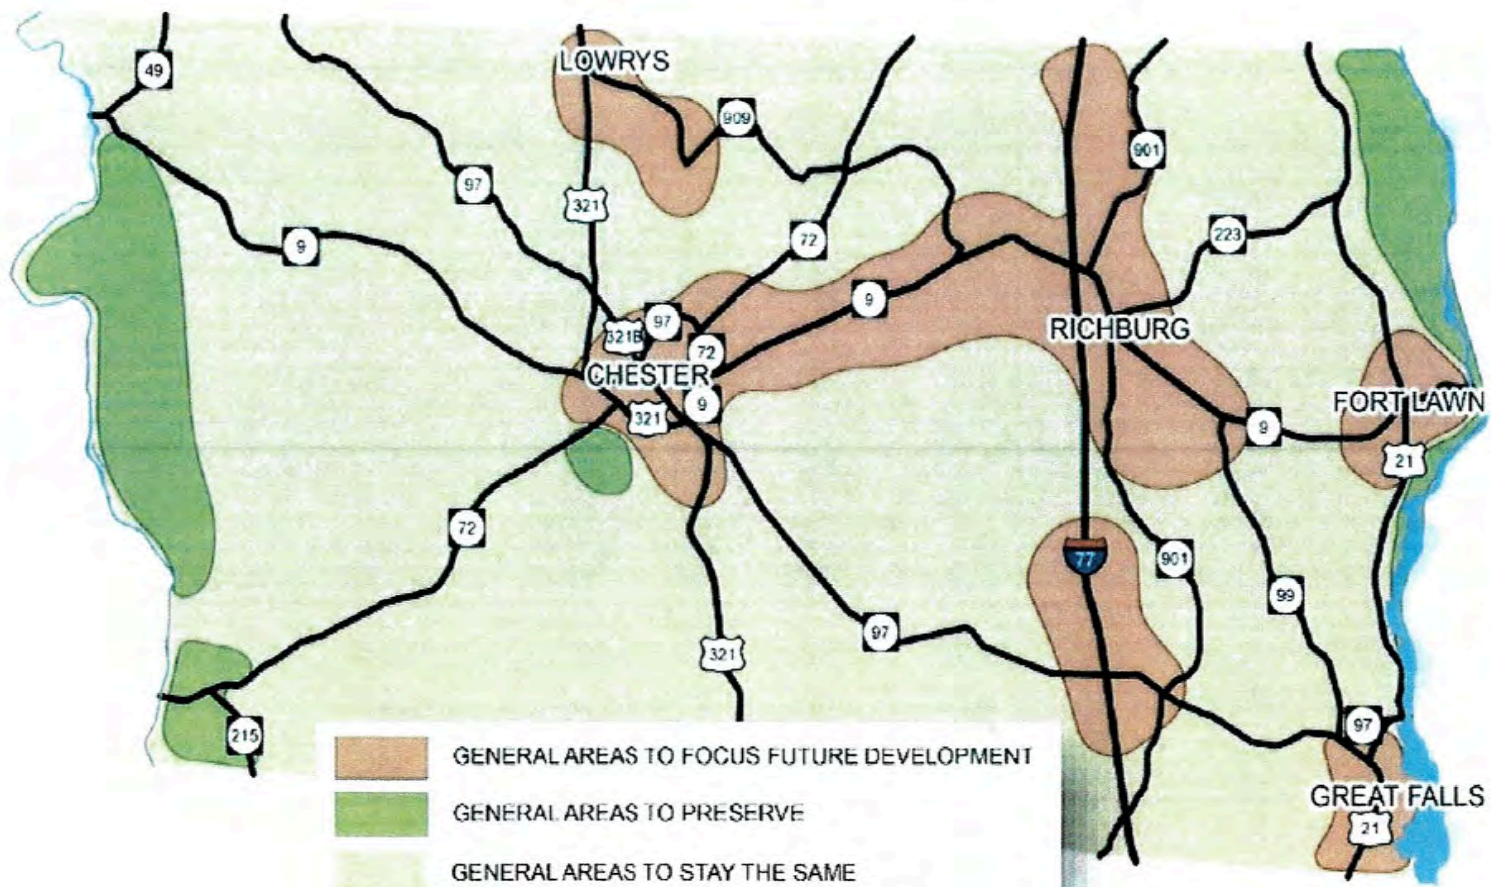 49
LOWRYS
909
901
97
321
9
72
223
9
97
321B
72
RICHBURG
CHESTER
9
321
FORT LAWN
9
21
72
77
901
99
97
321
215
97
GENERAL AREAS TO FOCUS FUTURE DEVELOPMENT
GENERAL AREAS TO PRESERVE
GREAT FALLS
21
GENERAL AREAS TO STAY THE SAME